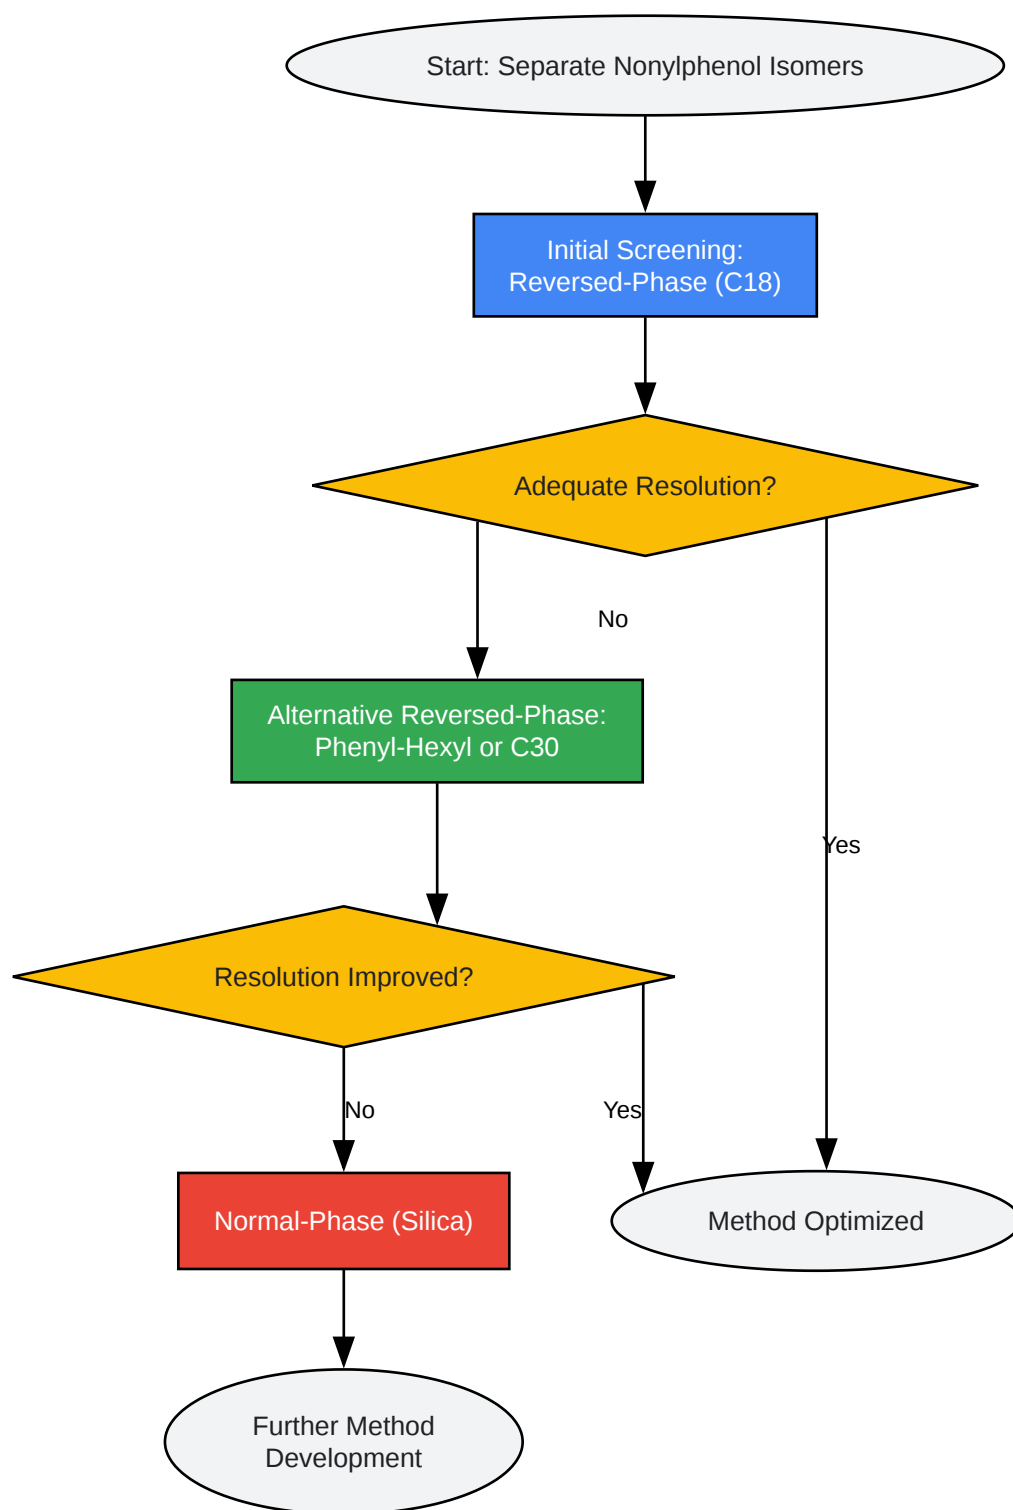 Start: Separate Nonylphenol Isomers
Initial Screening:
Reversed-Phase (C18)
Adequate Resolution?
No
Alternative Reversed-Phase:
Phenyl-Hexyl or C30
Yes
Resolution Improved?
No
Yes
Normal-Phase (Silica)
Method Optimized
Further Method
Development